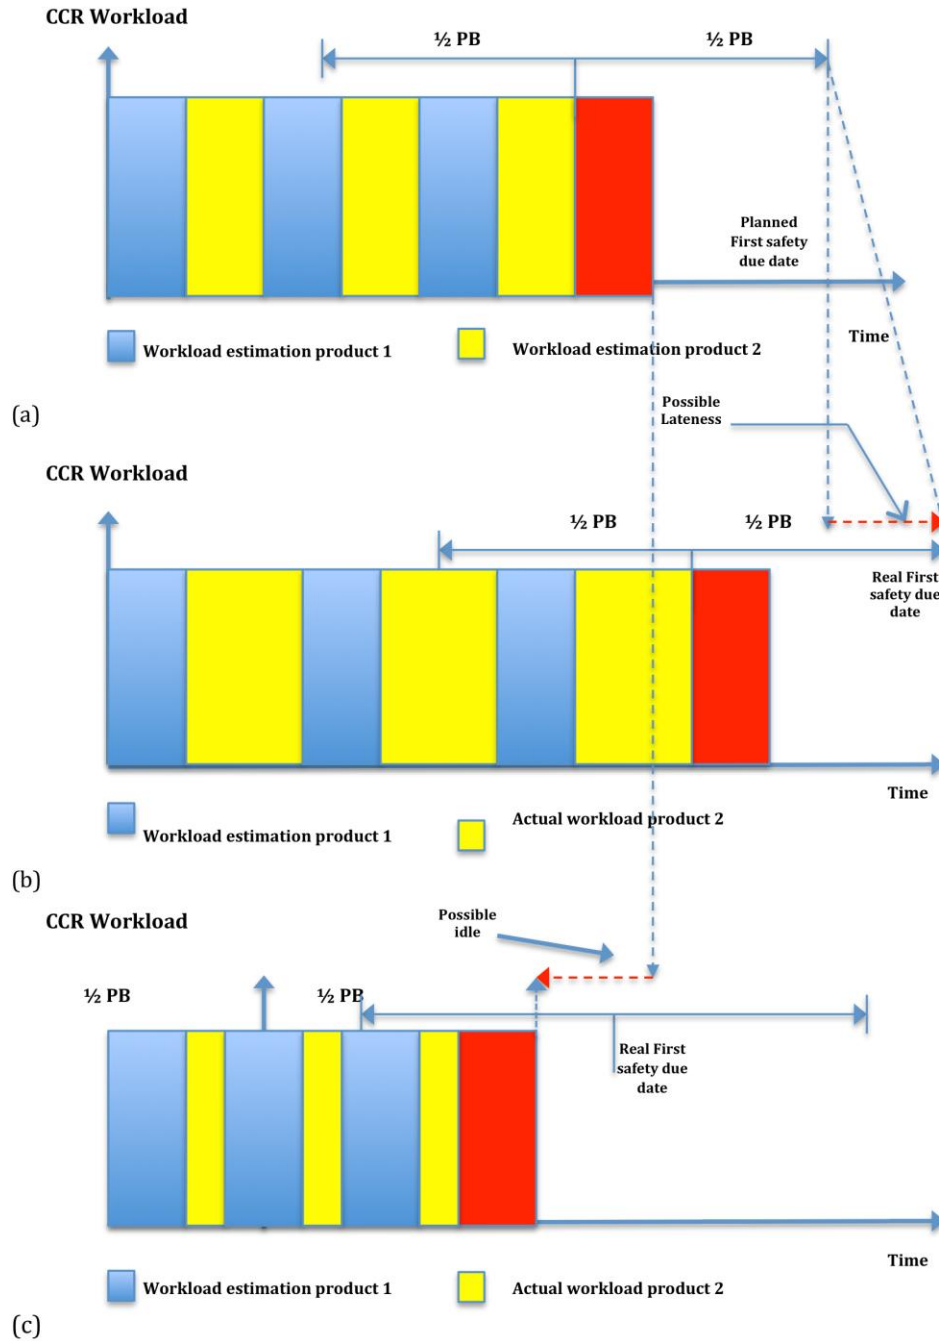 CCR Workload
½ PB
½ PB
Planned
First safety
due date
Time
Workload estimation product 1
Workload estimation product 2
(a)
Possible
Lateness
CCR Workload
½ PB
½ PB
Real First
safety due
date
Time
Workload estimation product 1
Actual workload product 2
(b)
CCR Workload
Possible
idle
½ PB
½ PB
Real First
safety due
date
Time
Workload estimation product 1
Actual workload product 2
(c)